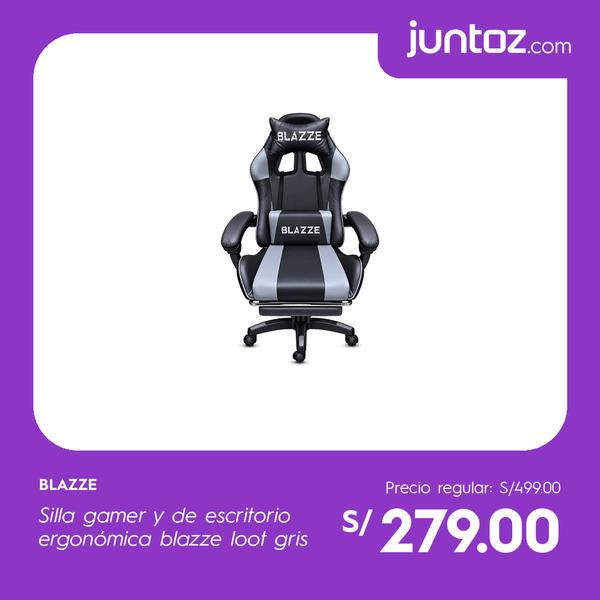 juntoz.com
BLAZZE
BLAZZE
BLAZZE
Precio regular: S/499.00
Silla gamer y de escritorio
ergonómica blazze loot gris
S/ 279.00